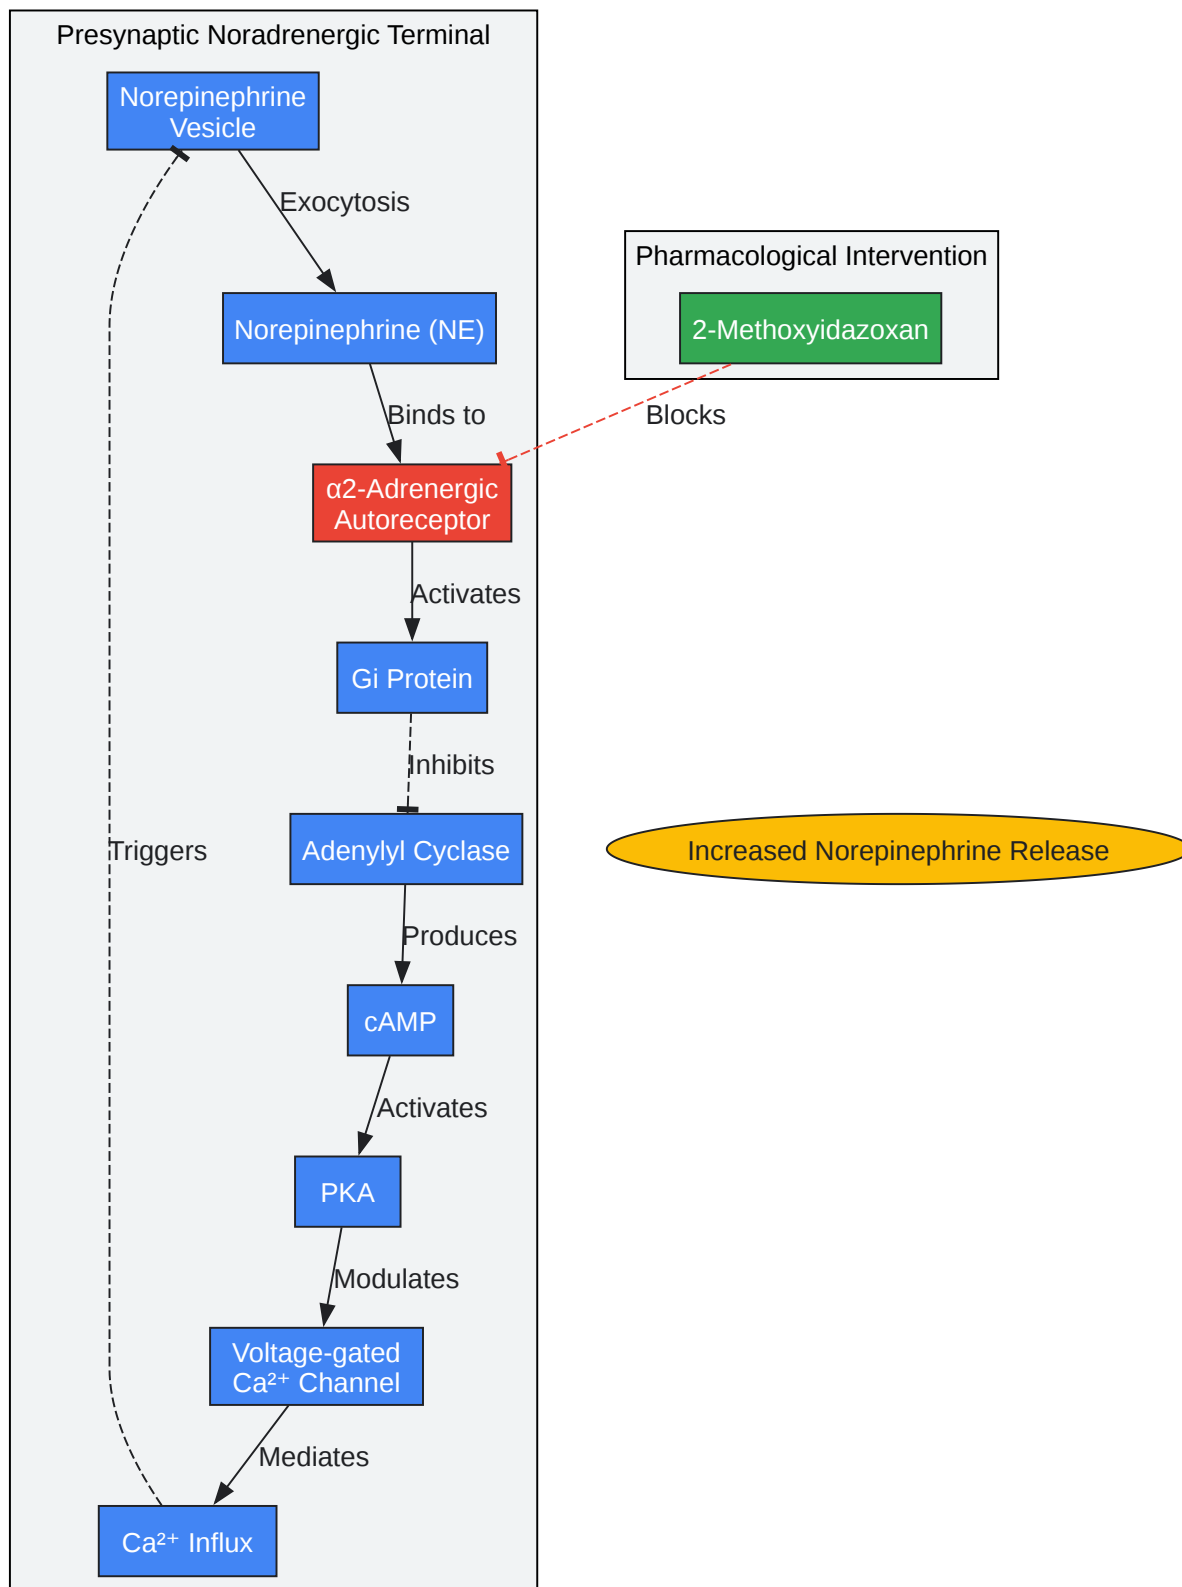 Presynaptic Noradrenergic Terminal
Norepinephrine
Vesicle
Exocytosis
Pharmacological Intervention
Norepinephrine (NE)
2-Methoxyidazoxan
Binds to
Blocks
α2-Adrenergic
Autoreceptor
Activates
Gi Protein
Inhibits
Triggers
Adenylyl Cyclase
Increased Norepinephrine Release
Produces
cAMP
Activates
PKA
Modulates
Voltage-gated
Ca²⁺ Channel
Mediates
Ca²⁺ Influx